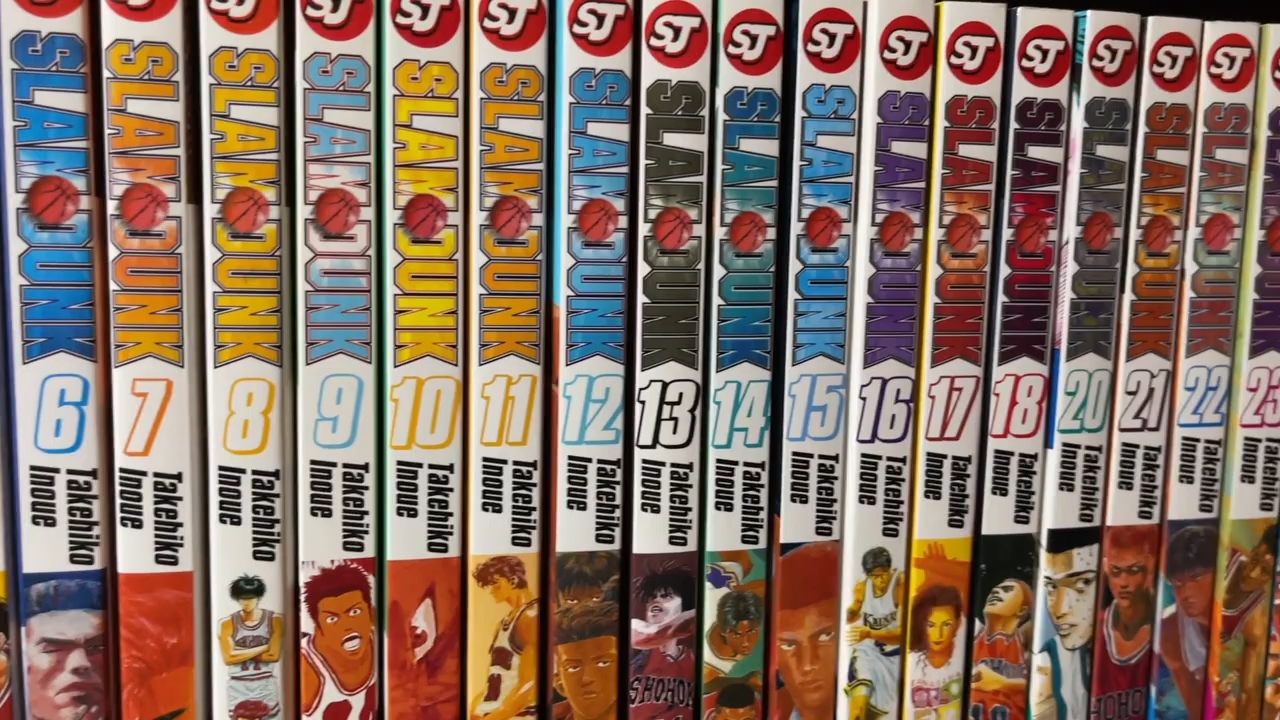 SJ
SLAM DUNK
6
Takehiko
Inoue
SJ
SLAM DUNK
7
Takehiko
Inoue
SJ
SLAM DUNK
8
Takehiko
Inoue
SJ
SLAM DUNK
9
Takehiko
Inoue
SJ
SLAM DUNK
10
Takehiko
Inoue
SJ
SLAM DUNK
11
Takehiko
Inoue
SJ
SLAM DUNK
12
Takehiko
Inoue
SJ
SLAM DUNK
13
Takehiko
Inoue
SHOHO
SJ
SLAM DUNK
14
Takehiko
Inoue
SJ
SLAM DUNK
15
Takehiko
Inoue
SJ
SLAM DUNK
16
Takehiko
Inoue
KAINA
SJ
SLAM DUNK
17
Takehiko
Inoue
SJ
SLAM DUNK
18
Takehiko
Inoue
SJ
SLAM DUNK
20
Takehiko
Inoue
SJ
SLAM DUNK
21
Takehiko
Inoue
HOHO
SJ
SLAM DUNK
22
Takehiko
Inoue
SLAM DUNK
23
Takehiko
Inoue